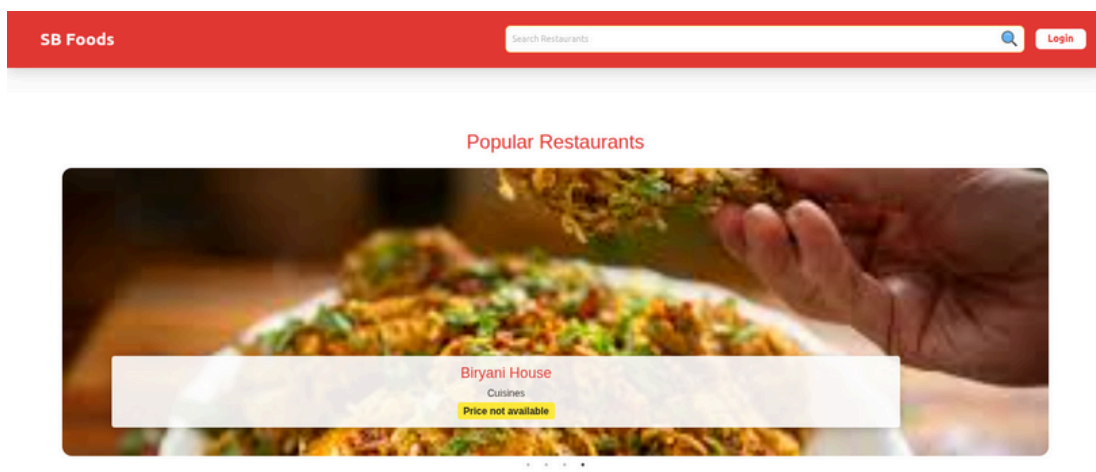 SB Foods
Search Restaurants
Login
Popular Restaurants
Biryani House
Cuisines
Price not available